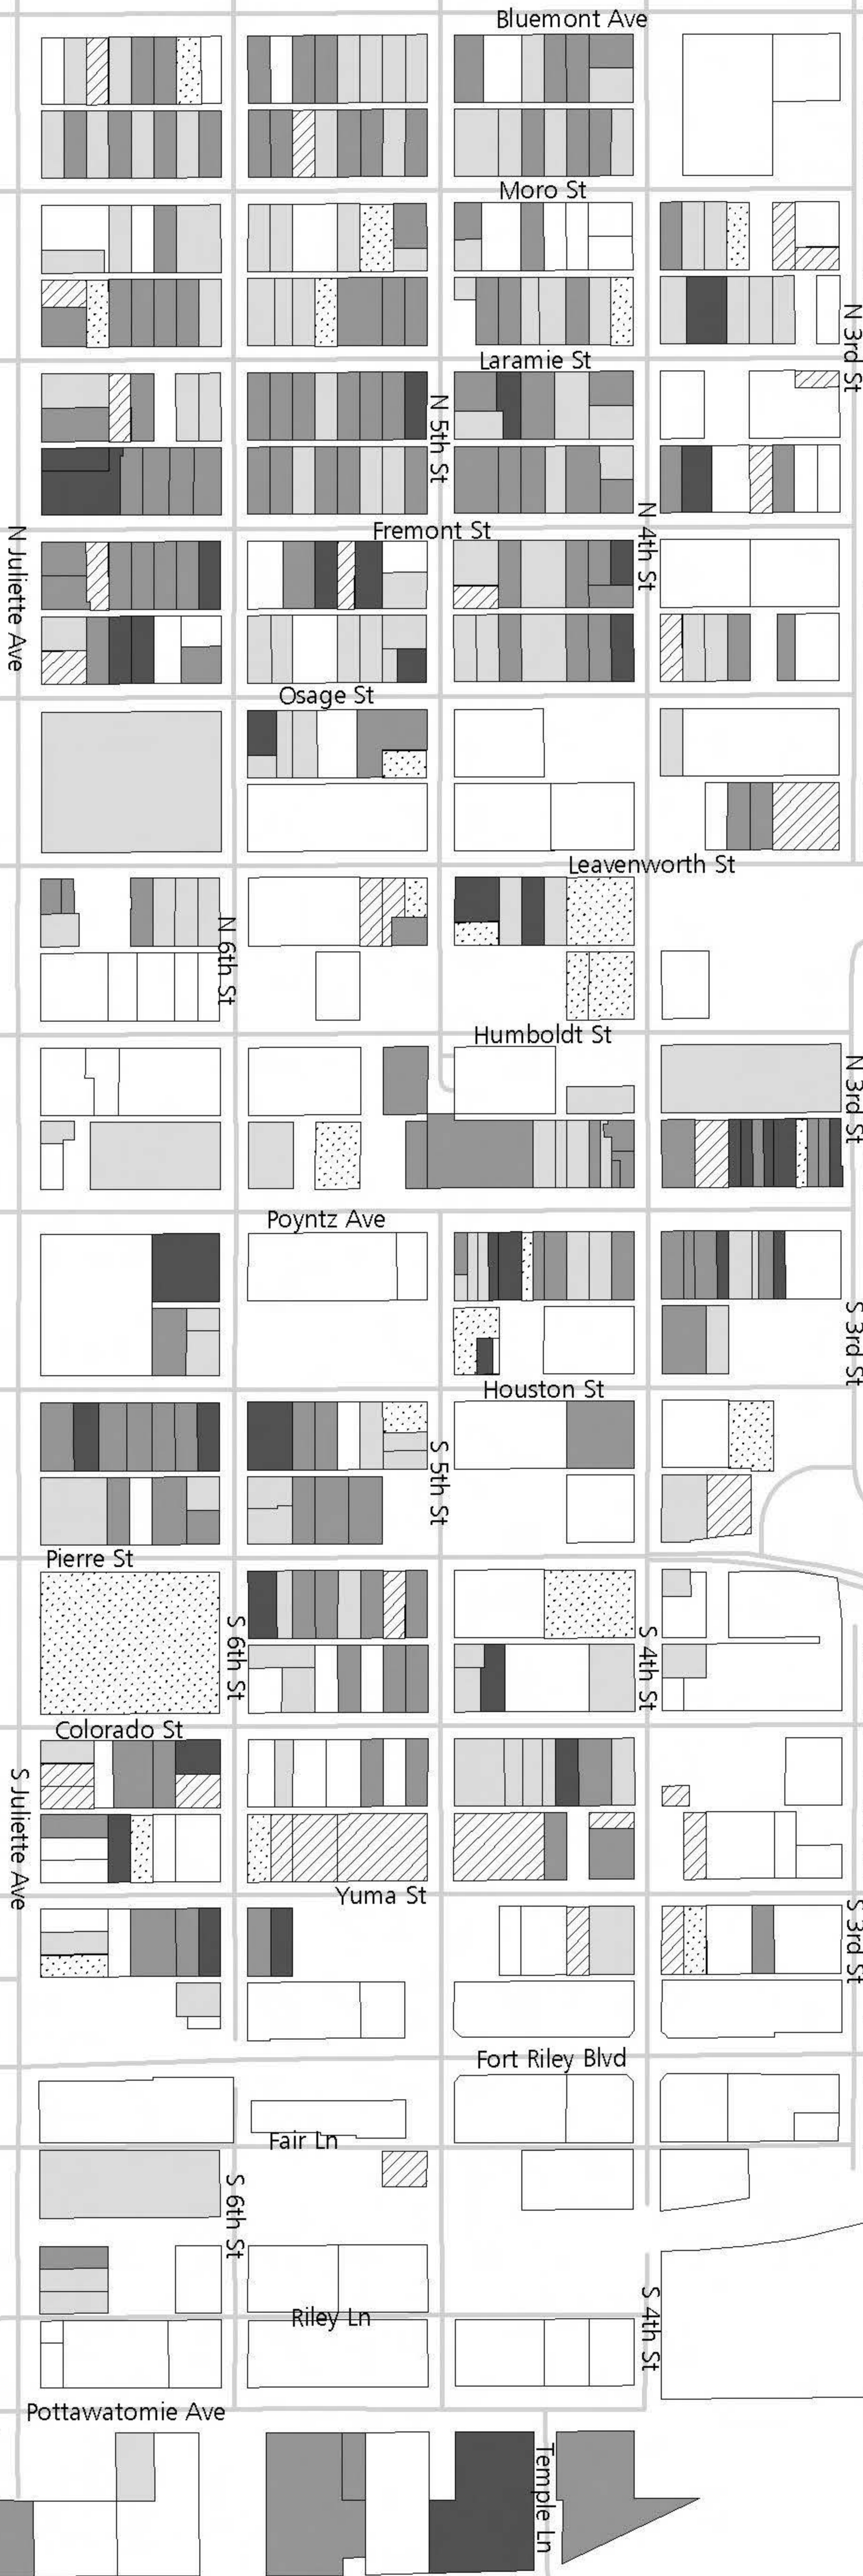 Bluemont Ave
Moro St
N 3rd St
Laramie St
N 5th St
N 4th St
Fremont St
N Juliette Ave
Osage St
Leavenworth St
N 6th St
Humboldt St
N 3rd St
Poyntz Ave
S 3rd St
Houston St
S 5th St
Pierre St
S 6th St
S 4th St
Colorado St
S Juliette Ave
Yuma St
S 3rd St
Fort Riley Blvd
Fair Ln
S 6th St
S 4th St
Riley Ln
Pottawatomie Ave
Temple Ln